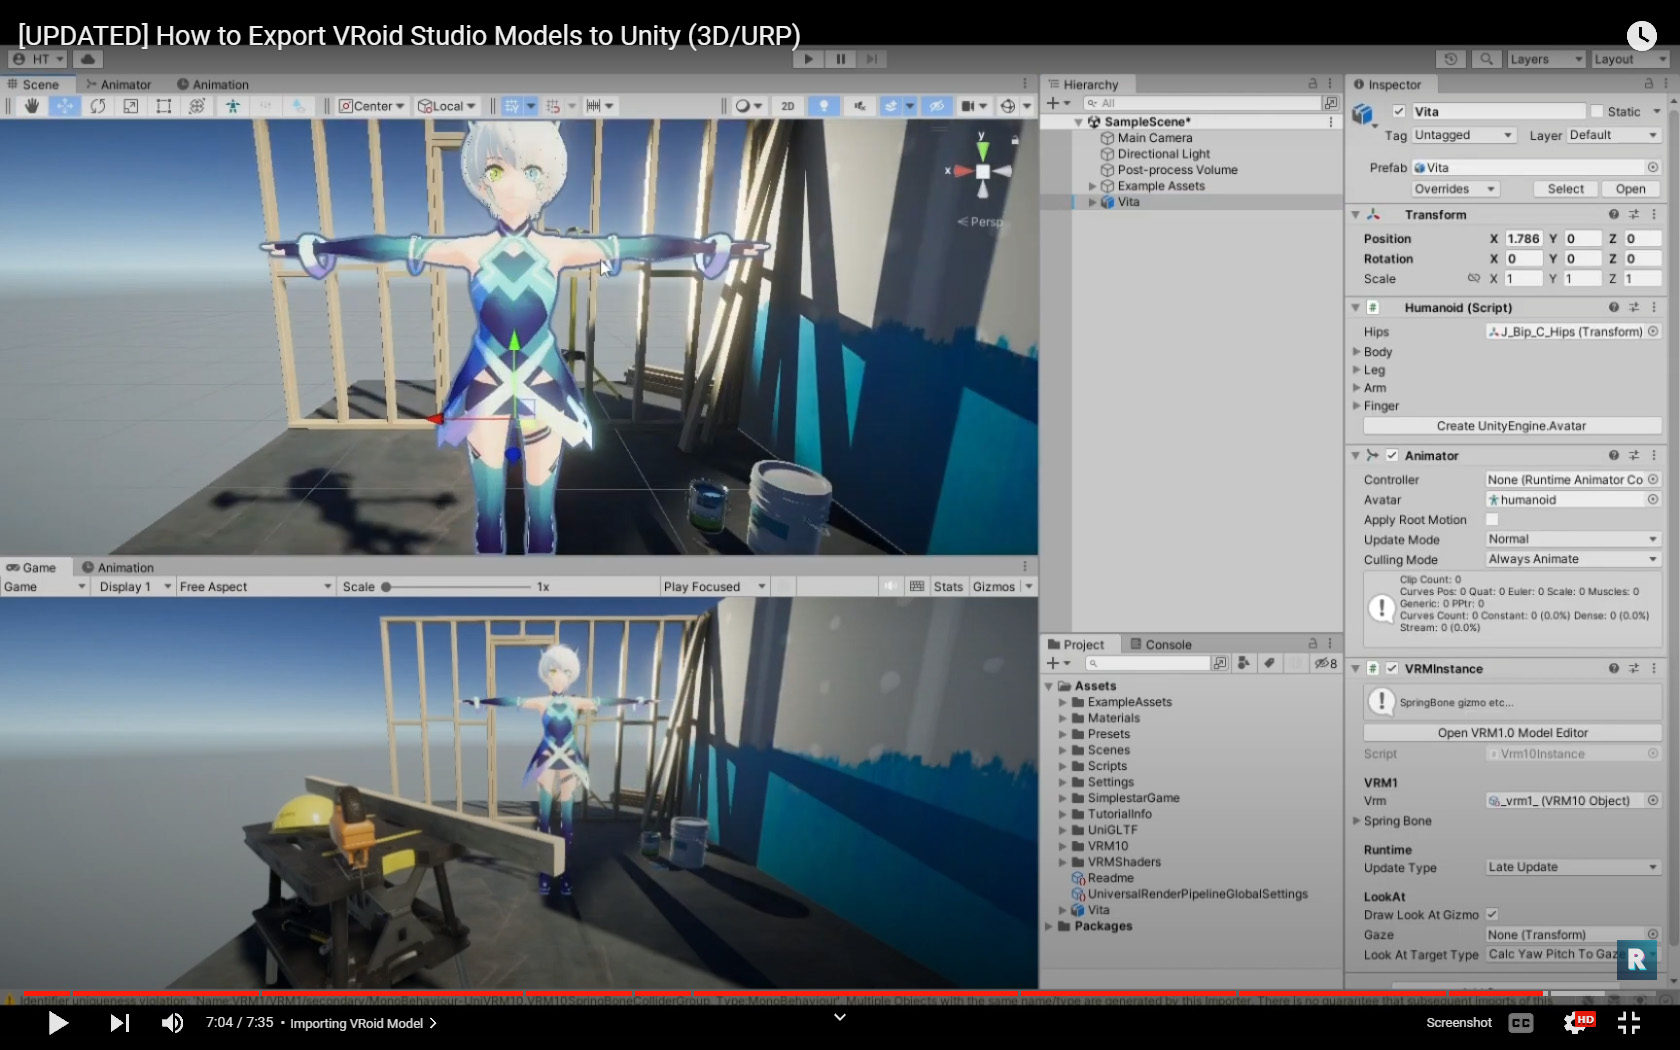 [UPDATED] How to Export VRoid Studio Models to Unity (3D/URP)
HT
Layers
Layout
Scene
Animator
Animation
Center
Local
2D
y
x
Persp
Game
Animation
Game
Display 1
Free Aspect
Scale
1x
Play Focused
Stats
Gizmos
Hierarchy
All
SampleScene*
Main Camera
Directional Light
Post-process Volume
Example Assets
Vita
Project
Console
8
Assets
ExampleAssets
Materials
Presets
Scenes
Scripts
Settings
SimplestarGame
TutorialInfo
UniGLTF
VRM10
VRMShaders
Readme
UniversalRenderPipelineGlobalSettings
Vita
Packages
Inspector
Vita
Static
Tag Untagged
Layer Default
Prefab Vita
Overrides
Select
Open
Transform
Position X 1.786 Y 0 Z 0
Rotation X 0 Y 0 Z 0
Scale X 1 Y 1 Z 1
# Humanoid (Script)
Hips J_Bip_C_Hips (Transform)
Body
Leg
Arm
Finger
Create UnityEngine.Avatar
Animator
Controller None (Runtime Animator Co
Avatar humanoid
Apply Root Motion
Update Mode Normal
Culling Mode Always Animate
Clip Count: 0
Curves Pos: 0 Quat: 0 Euler: 0 Scale: 0 Muscles: 0
Generic: 0 PPtr: 0
Curves Count: 0 Constant: 0 (0.0%) Dense: 0 (0.0%)
Stream: 0 (0.0%)
# VRMInstance
SpringBone gizmo etc...
Open VRM1.0 Model Editor
Script Vrm10Instance
VRM1
Vrm _vrm1_ (VRM10 Object)
Spring Bone
Runtime
Update Type Late Update
LookAt
Draw Look At Gizmo
Gaze None (Transform)
Look At Target Type Calc Yaw Pitch To Gaze
R
Identifier uniqueness violation: 'Name:VRM1/VRM1/secondary/MonoBehaviour-UniVRM10.VRM10SpringBoneColliderGroup, Type:MonoBehaviour'. Multiple Objects with the same name/type are generated by this Importer. There is no guarantee that subsequent imports of this
7:04 / 7:35 • Importing VRoid Model
Screenshot
CC
HD